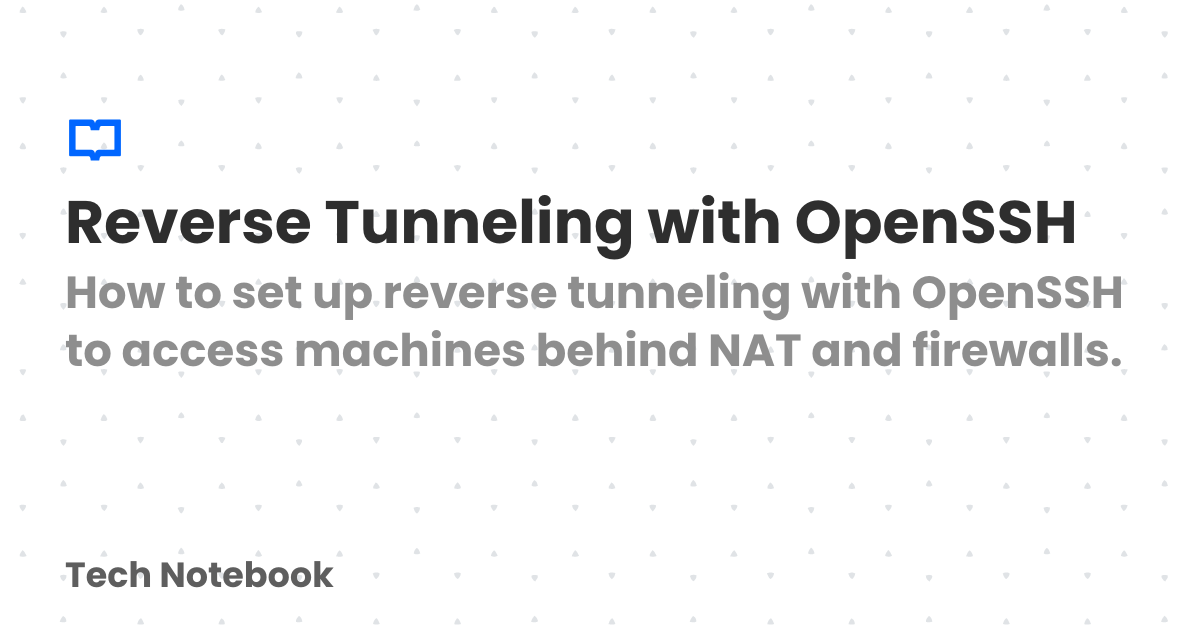 Reverse Tunneling with OpenSSH
How to set up reverse tunneling with OpenSSH
to access machines behind NAT and firewalls.
Tech Notebook